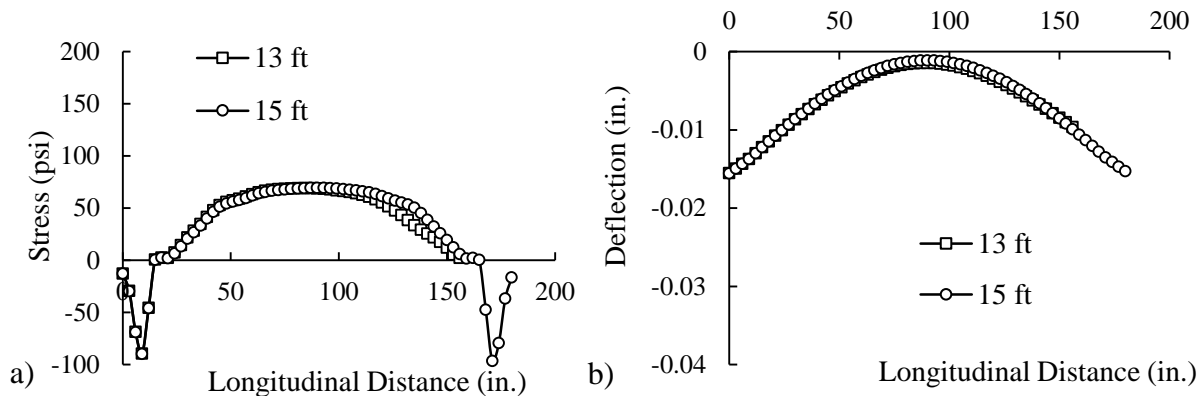 200
150
100
50
0
-50
-100
0
50
100
150
200
Stress (psi)
Longitudinal Distance (in.)
13 ft
15 ft
a)
0
50
100
150
200
0
-0.01
-0.02
-0.03
-0.04
Deflection (in.)
13 ft
15 ft
Longitudinal Distance (in.)
b)